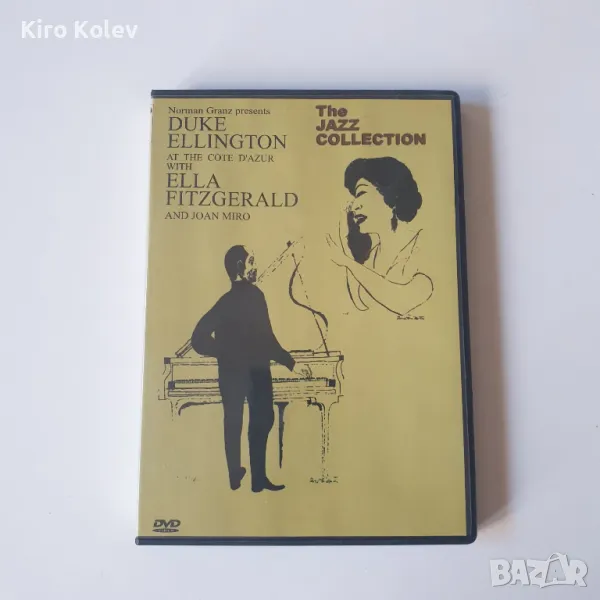 Kiro Kolev
Norman Granz presents
DUKE
ELLINGTON
AT THE COTE D'AZUR
WITH
ELLA
FITZGERALD
AND JOAN MIRO
The
JAZZ
COLLECTION
DVD
VIDEO
BAZAR